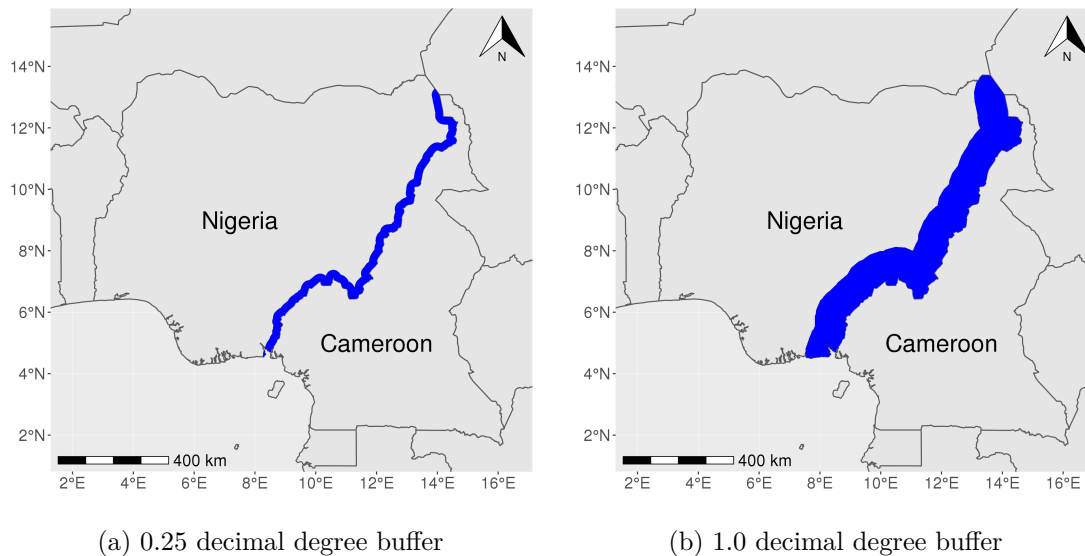 N
14°N
12°N
10°N
8°N
6°N
4°N
2°N
Nigeria
Cameroon
400 km
2°E 4°E 6°E 8°E 10°E 12°E 14°E 16°E
(a) 0.25 decimal degree buffer
N
14°N
12°N
10°N
8°N
6°N
4°N
2°N
Nigeria
Cameroon
400 km
2°E 4°E 6°E 8°E 10°E 12°E 14°E 16°E
(b) 1.0 decimal degree buffer